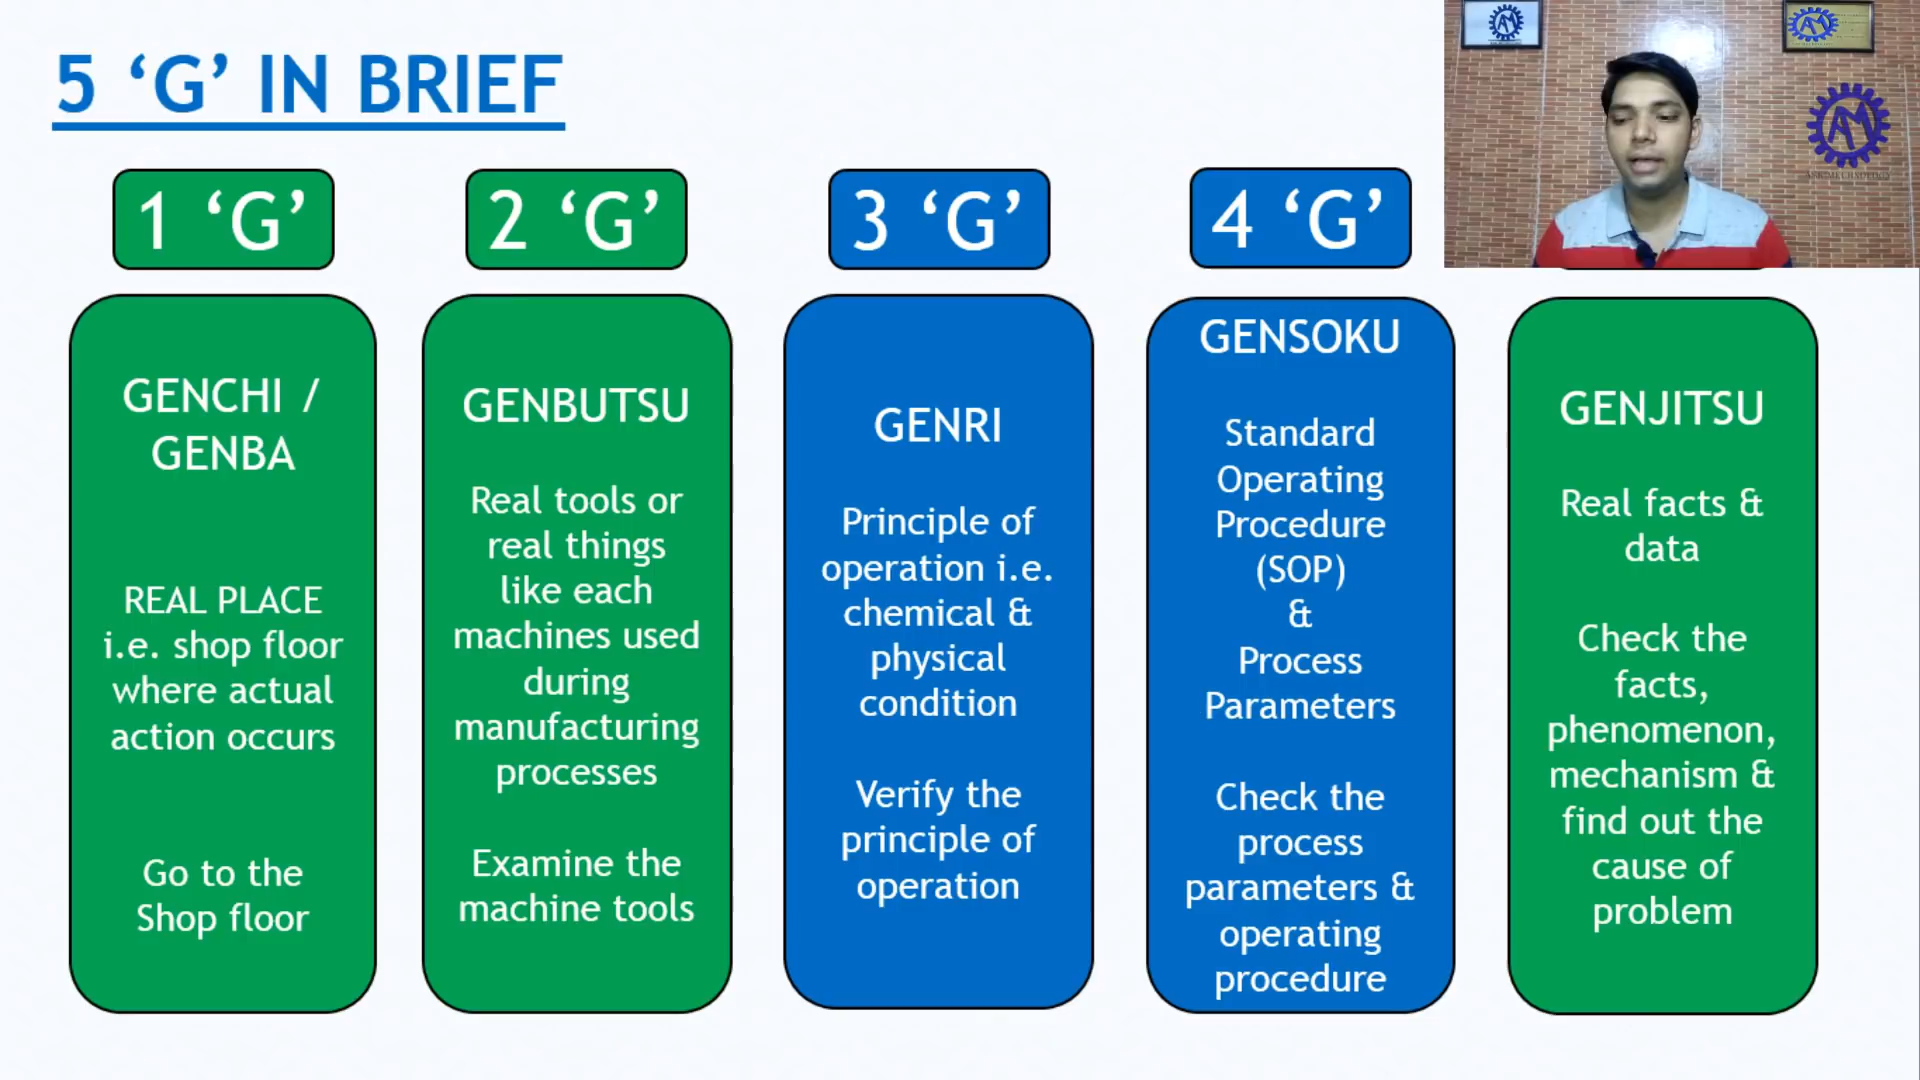 5 ‘G’ IN BRIEF
1 ‘G’
2 ‘G’
3 ‘G’
4 ‘G’
GENCHI /
GENBA
REAL PLACE
i.e. shop floor
where actual
action occurs
Go to the
Shop floor
GENBUTSU
Real tools or
real things
like each
machines used
during
manufacturing
processes
Examine the
machine tools
GENRI
Principle of
operation i.e.
chemical &
physical
condition
Verify the
principle of
operation
GENSOKU
Standard
Operating
Procedure
(SOP)
&
Process
Parameters
Check the
process
parameters &
operating
procedure
GENJITSU
Real facts &
data
Check the
facts,
phenomenon,
mechanism &
find out the
cause of
problem
AM
AM
AM